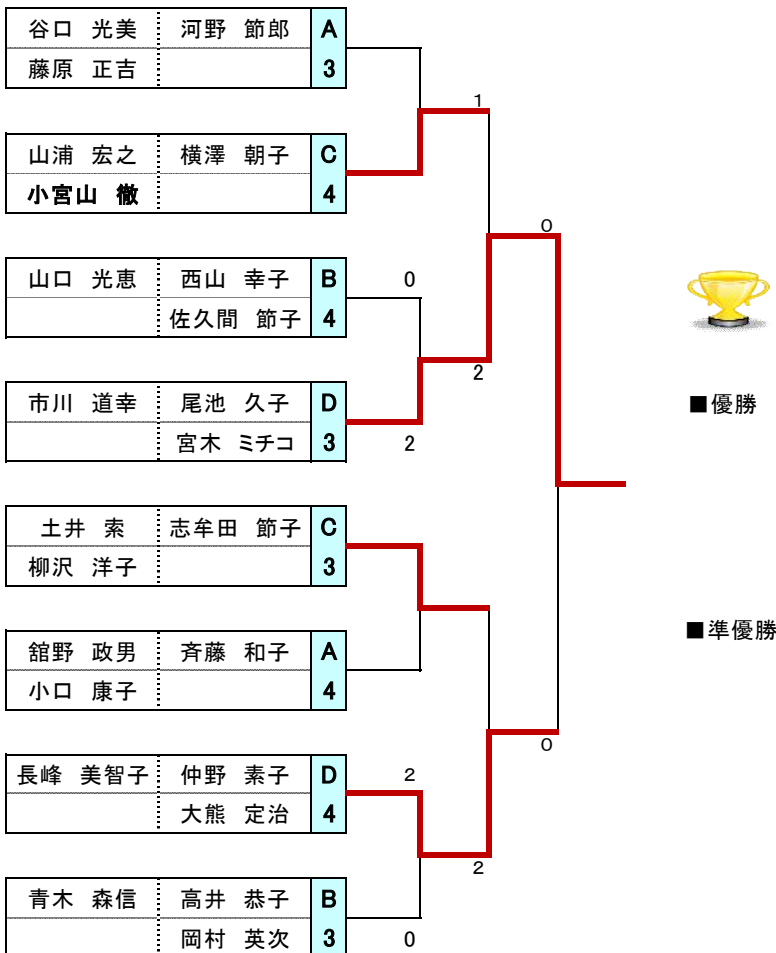 谷口 光美 河野 節郎 A
藤原 正吉 3
1
山浦 宏之 横澤 朝子 C
小宮山 徹 4
0
山口 光恵 西山 幸子 B 0
佐久間 節子 4
2
市川 道幸 尾池 久子 D
■優勝
宮木 ミチコ 3 2
土井 索 志牟田 節子 C
柳沢 洋子 3
■準優勝
舘野 政男 斉藤 和子 A
小口 康子 4
0
長峰 美智子 仲野 素子 D 2
大熊 定治 4
2
青木 森信 高井 恭子 B
岡村 英次 3 0